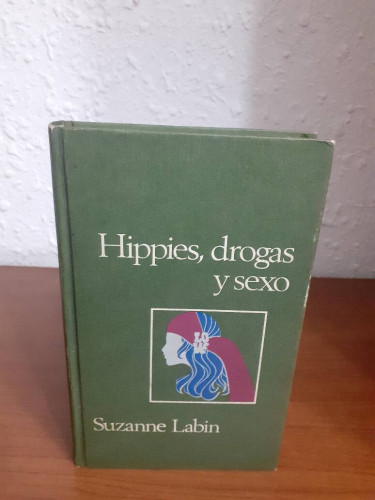 Hippies, drogas
y sexo
Suzanne Labin